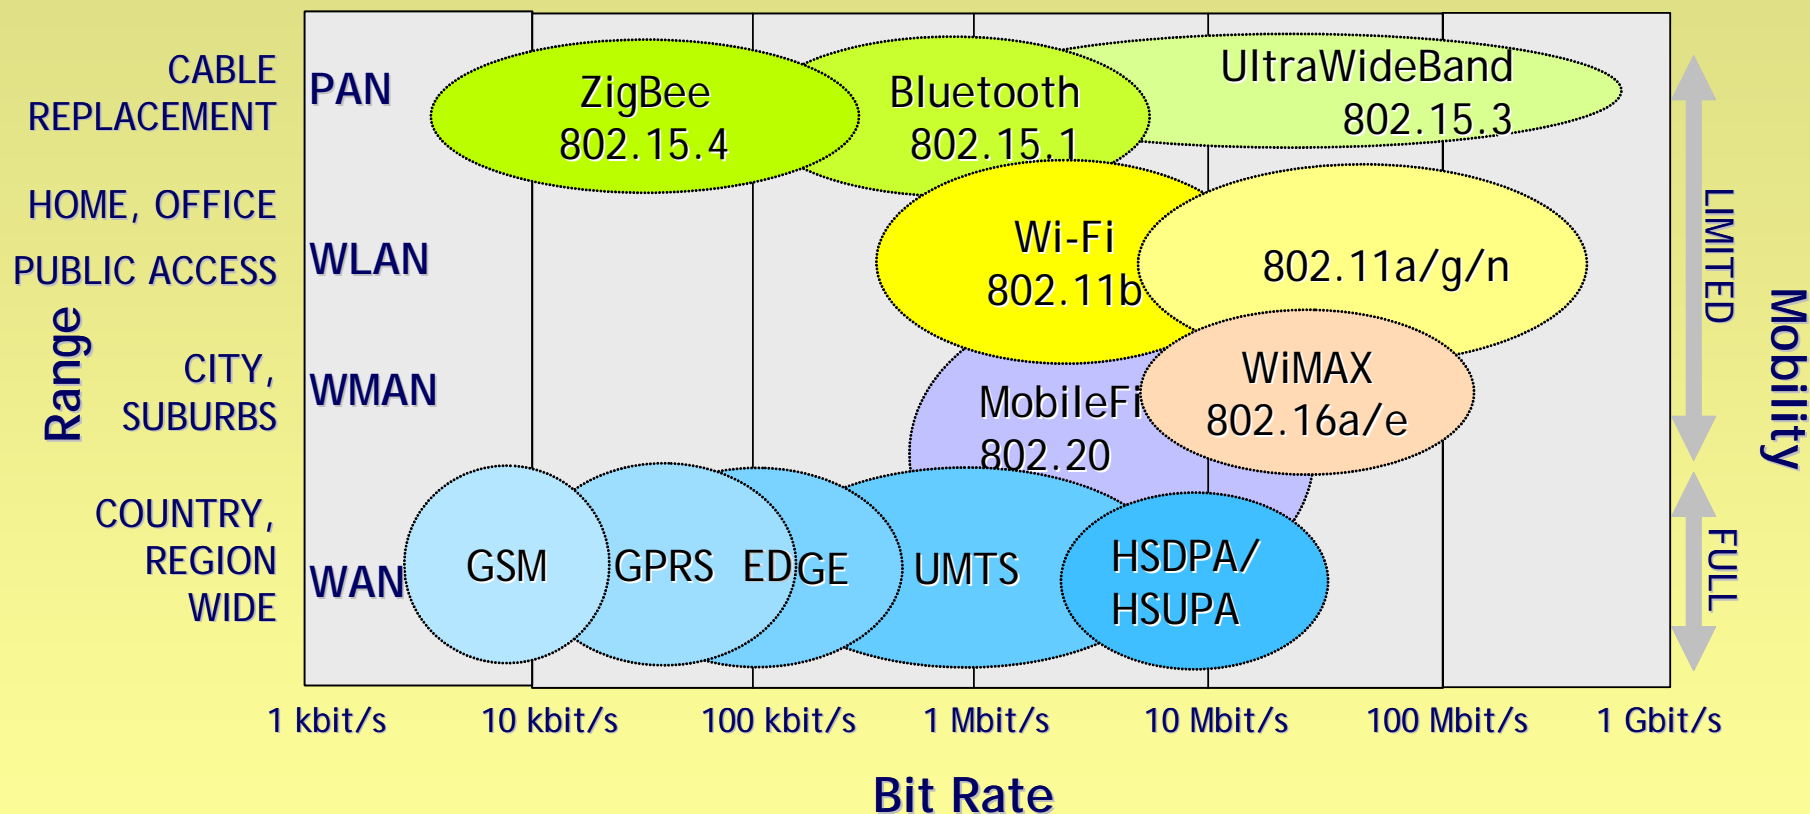 CABLE
REPLACEMENT
PAN
ZigBee
802.15.4
Bluetooth
802.15.1
UltraWideBand
802.15.3
HOME, OFFICE
PUBLIC ACCESS
WLAN
Wi-Fi
802.11b
802.11a/g/n
LIMITED
Range
Mobility
CITY,
SUBURBS
WMAN
MobileFi
802.20
WiMAX
802.16a/e
COUNTRY,
REGION
WIDE
WAN
GSM
GPRS
EDGE
UMTS
HSDPA/
HSUPA
FULL
1 kbit/s 10 kbit/s 100 kbit/s 1 Mbit/s 10 Mbit/s 100 Mbit/s 1 Gbit/s
Bit Rate